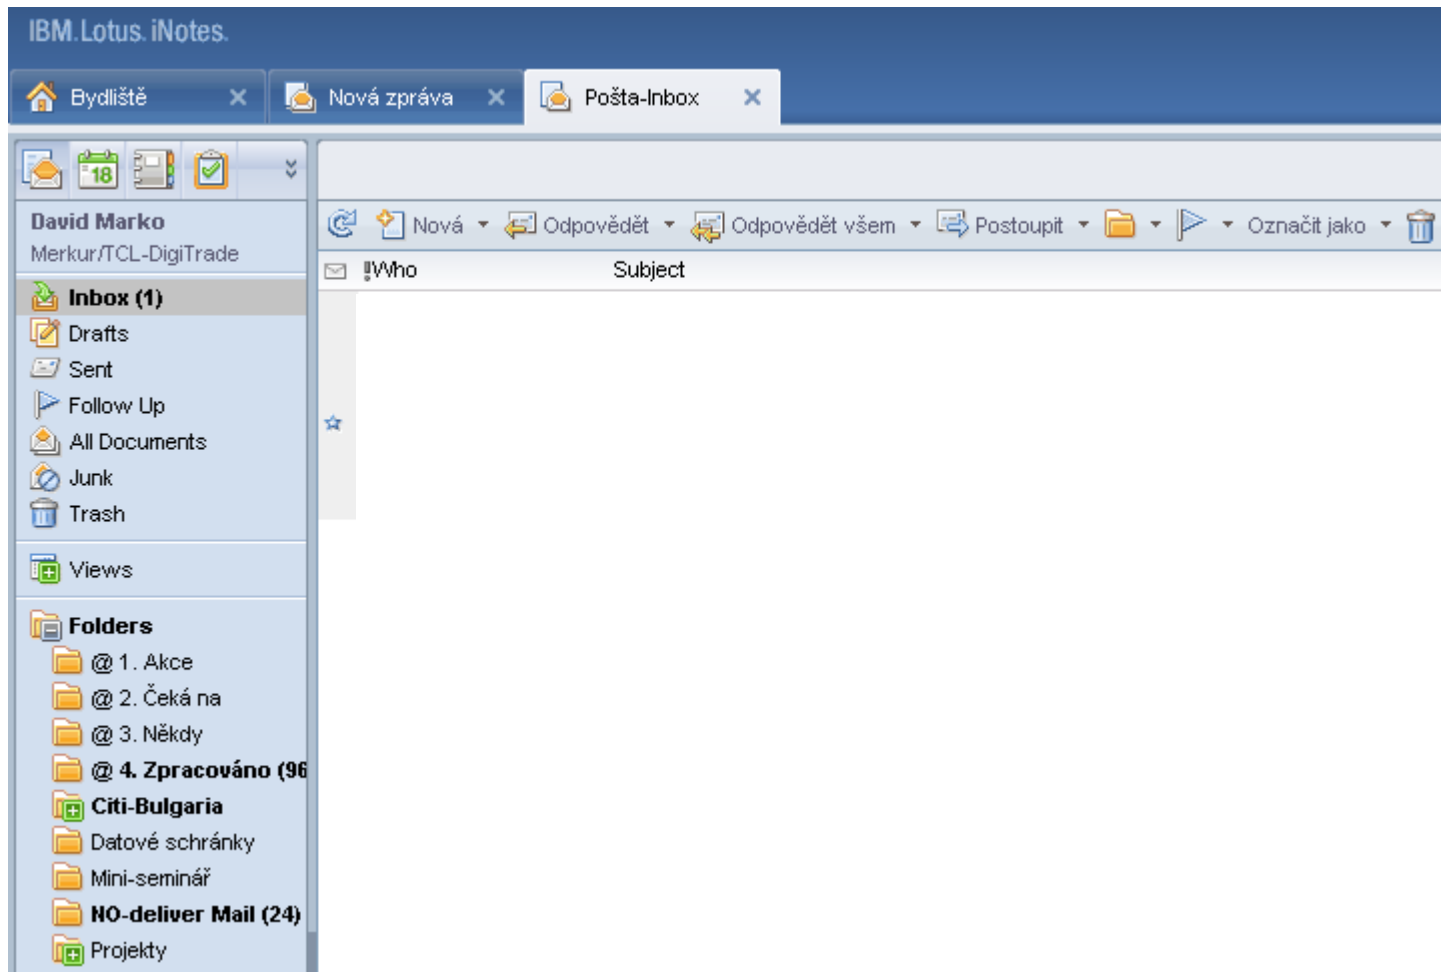 IBM.Lotus.iNotes.
Bydliště Nová zpráva Pošta-Inbox
18
David Marko
Merkur/TCL-DigiTrade
Nová Odpovědět Odpovědět všem Postoupit Označit jako
!Who Subject
Inbox (1)
Drafts
Sent
Follow Up
All Documents
Junk
Trash
Views
Folders
@ 1. Akce
@ 2. Čeká na
@ 3. Někdy
@ 4. Zpracováno (96
Citi-Bulgaria
Datové schránky
Mini-seminář
NO-deliver Mail (24)
Projekty